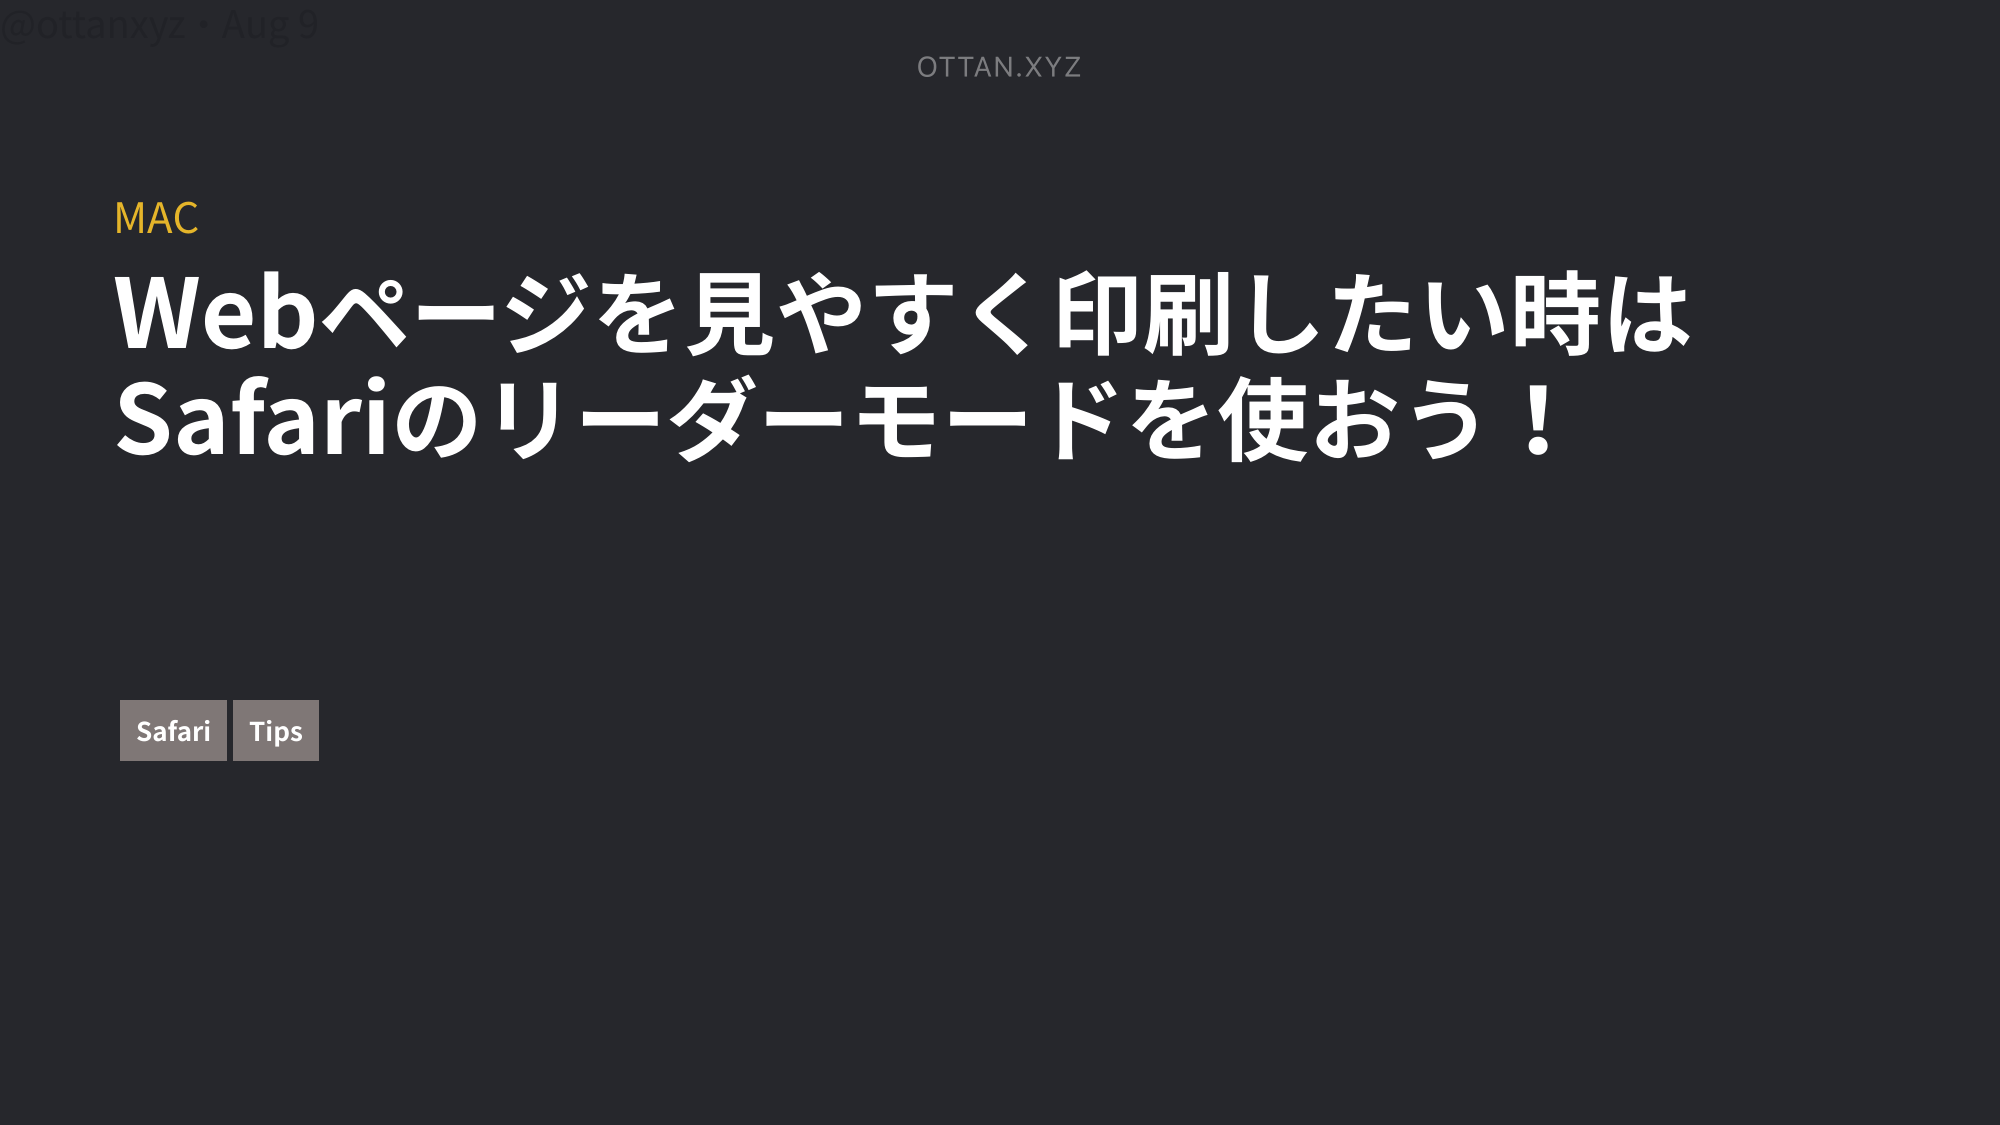 @ottanxyz・Aug 9
OTTAN.XYZ
MAC
Webページを見やすく印刷したい時は
Safariのリーダーモードを使おう！
Safari Tips